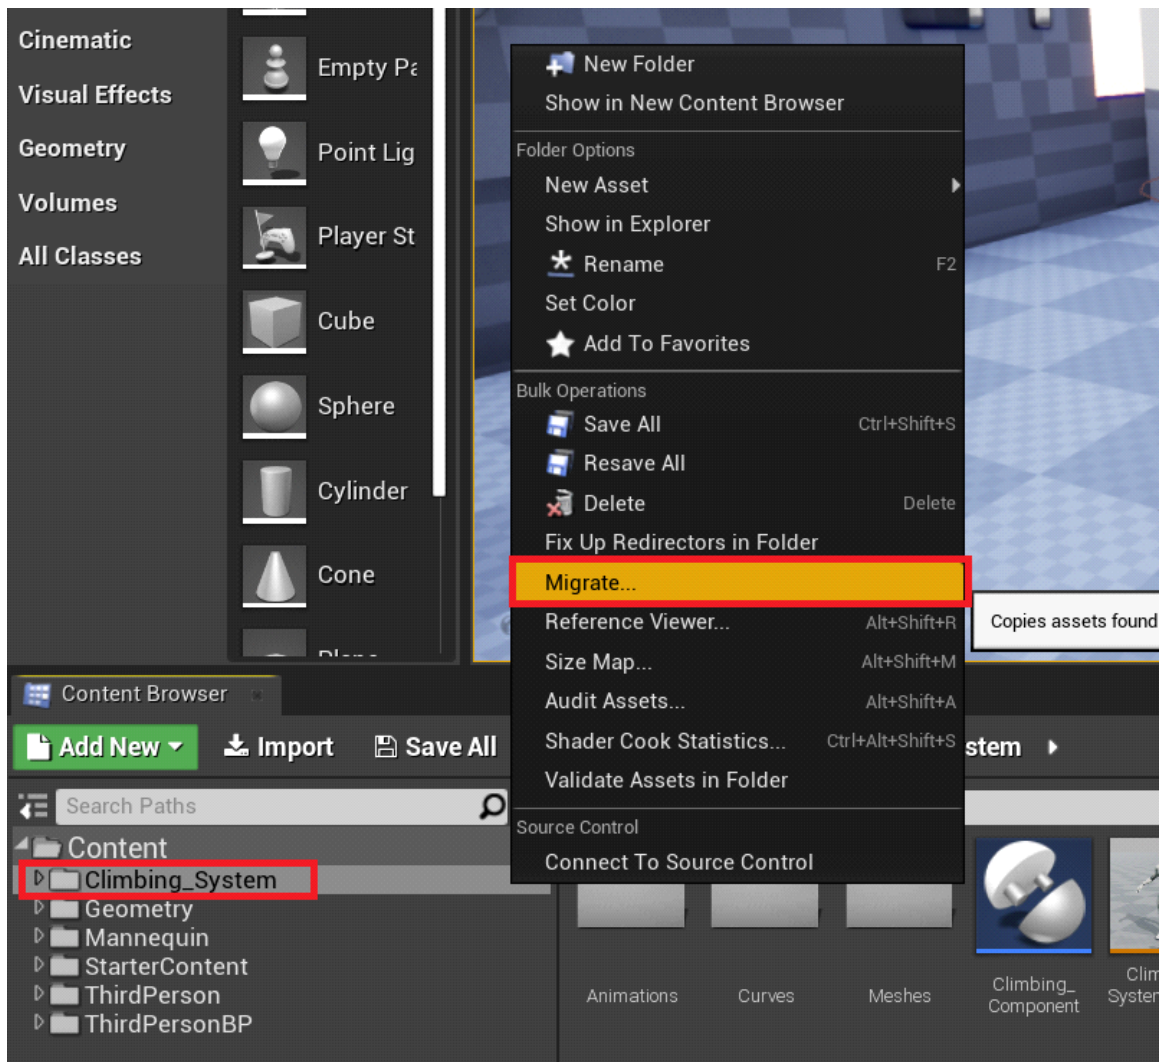 Cinematic
Visual Effects
Geometry
Volumes
All Classes
Empty Pa
Point Lig
Player St
Cube
Sphere
Cylinder
Cone
New Folder
Show in New Content Browser
Folder Options
New Asset
Show in Explorer
Rename F2
Set Color
Add To Favorites
Bulk Operations
Save All Ctrl+Shift+S
Resave All
Delete Delete
Fix Up Redirectors in Folder
Migrate...
Reference Viewer... Alt+Shift+R
Size Map... Alt+Shift+M
Audit Assets... Alt+Shift+A
Shader Cook Statistics... Ctrl+Alt+Shift+S
Validate Assets in Folder
Source Control
Connect To Source Control
Copies assets found
Content Browser
Add New Import Save All
stem
Search Paths
Content
Climbing_System
Geometry
Mannequin
StarterContent
ThirdPerson
ThirdPersonBP
Animations
Curves
Meshes
Climbing_
Component
Clim
System